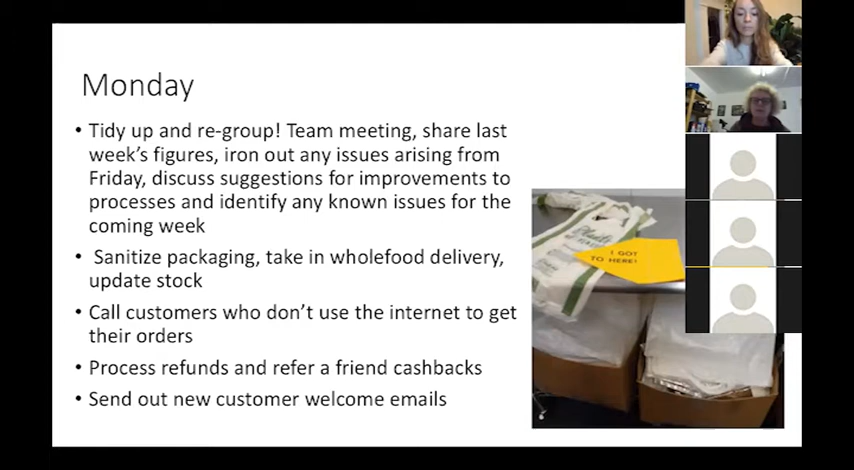 Monday
• Tidy up and re-group! Team meeting, share last
week's figures, iron out any issues arising from
Friday, discuss suggestions for improvements to
processes and identify any known issues for the
coming week
• Sanitize packaging, take in wholefood delivery,
update stock
• Call customers who don't use the internet to get
their orders
• Process refunds and refer a friend cashbacks
• Send out new customer welcome emails
I GOT
TO HERE!